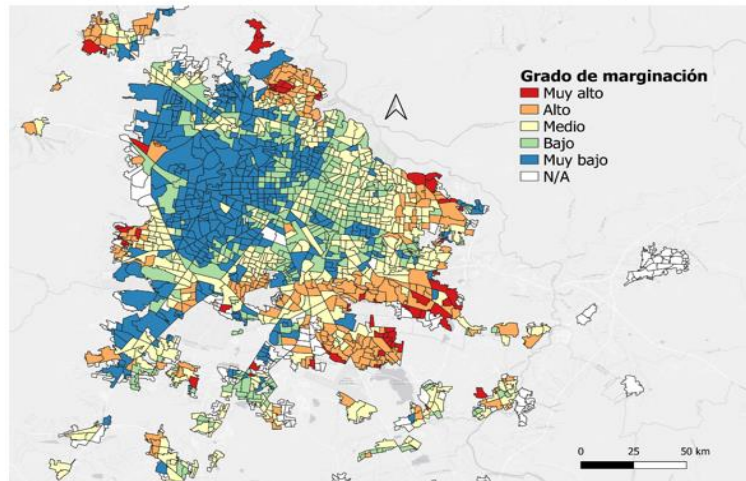 Grado de marginación
Muy alto
Alto
Medio
Bajo
Muy bajo
N/A
0 25 50 km